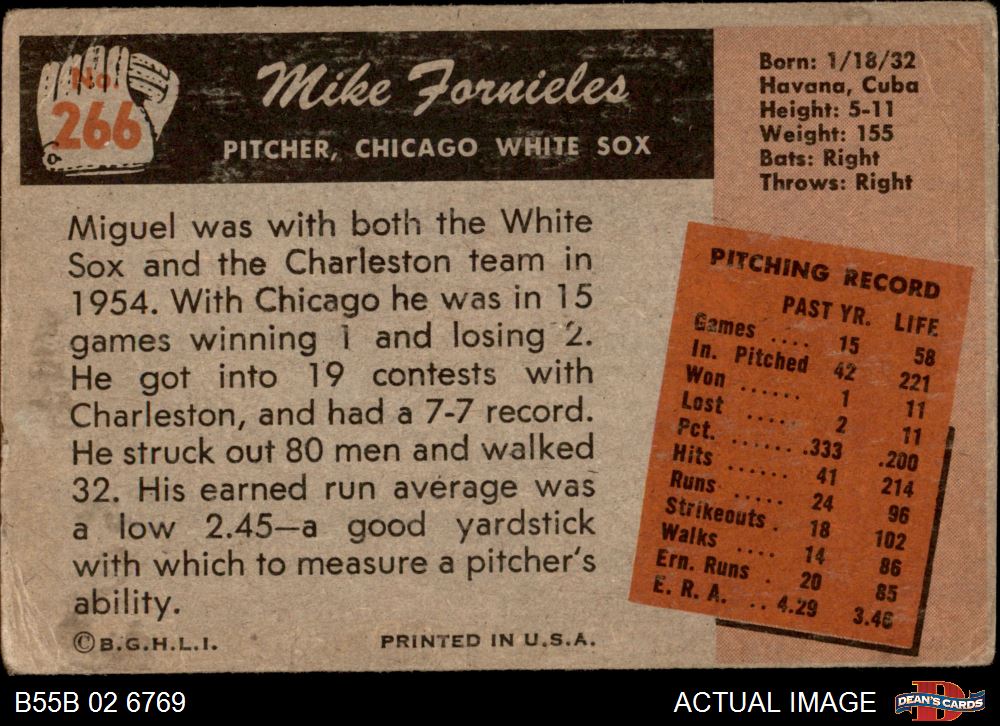 No.
266
Mike Fornieles
PITCHER, CHICAGO WHITE SOX
Born: 1/18/32
Havana, Cuba
Height: 5-11
Weight: 155
Bats: Right
Throws: Right
Miguel was with both the White
Sox and the Charleston team in
1954. With Chicago he was in 15
games winning 1 and losing 2.
He got into 19 contests with
Charleston, and had a 7-7 record.
He struck out 80 men and walked
32. His earned run average was
a low 2.45—a good yardstick
with which to measure a pitcher's
ability.
©B.G.H.L.I. PRINTED IN U.S.A.
PITCHING RECORD
PAST YR. LIFE
Games .... 15 58
In. Pitched 42 221
Won ...... 1 11
Lost ..... 2 11
Pct. ...... .333 .200
Hits ...... 41 214
Runs ..... 24 96
Strikeouts . 18 102
Walks .... 14 86
Ern. Runs . 20 85
E. R. A. .. 4.29 3.46
B55B 02 6769 ACTUAL IMAGE
D
DEAN'S CARDS